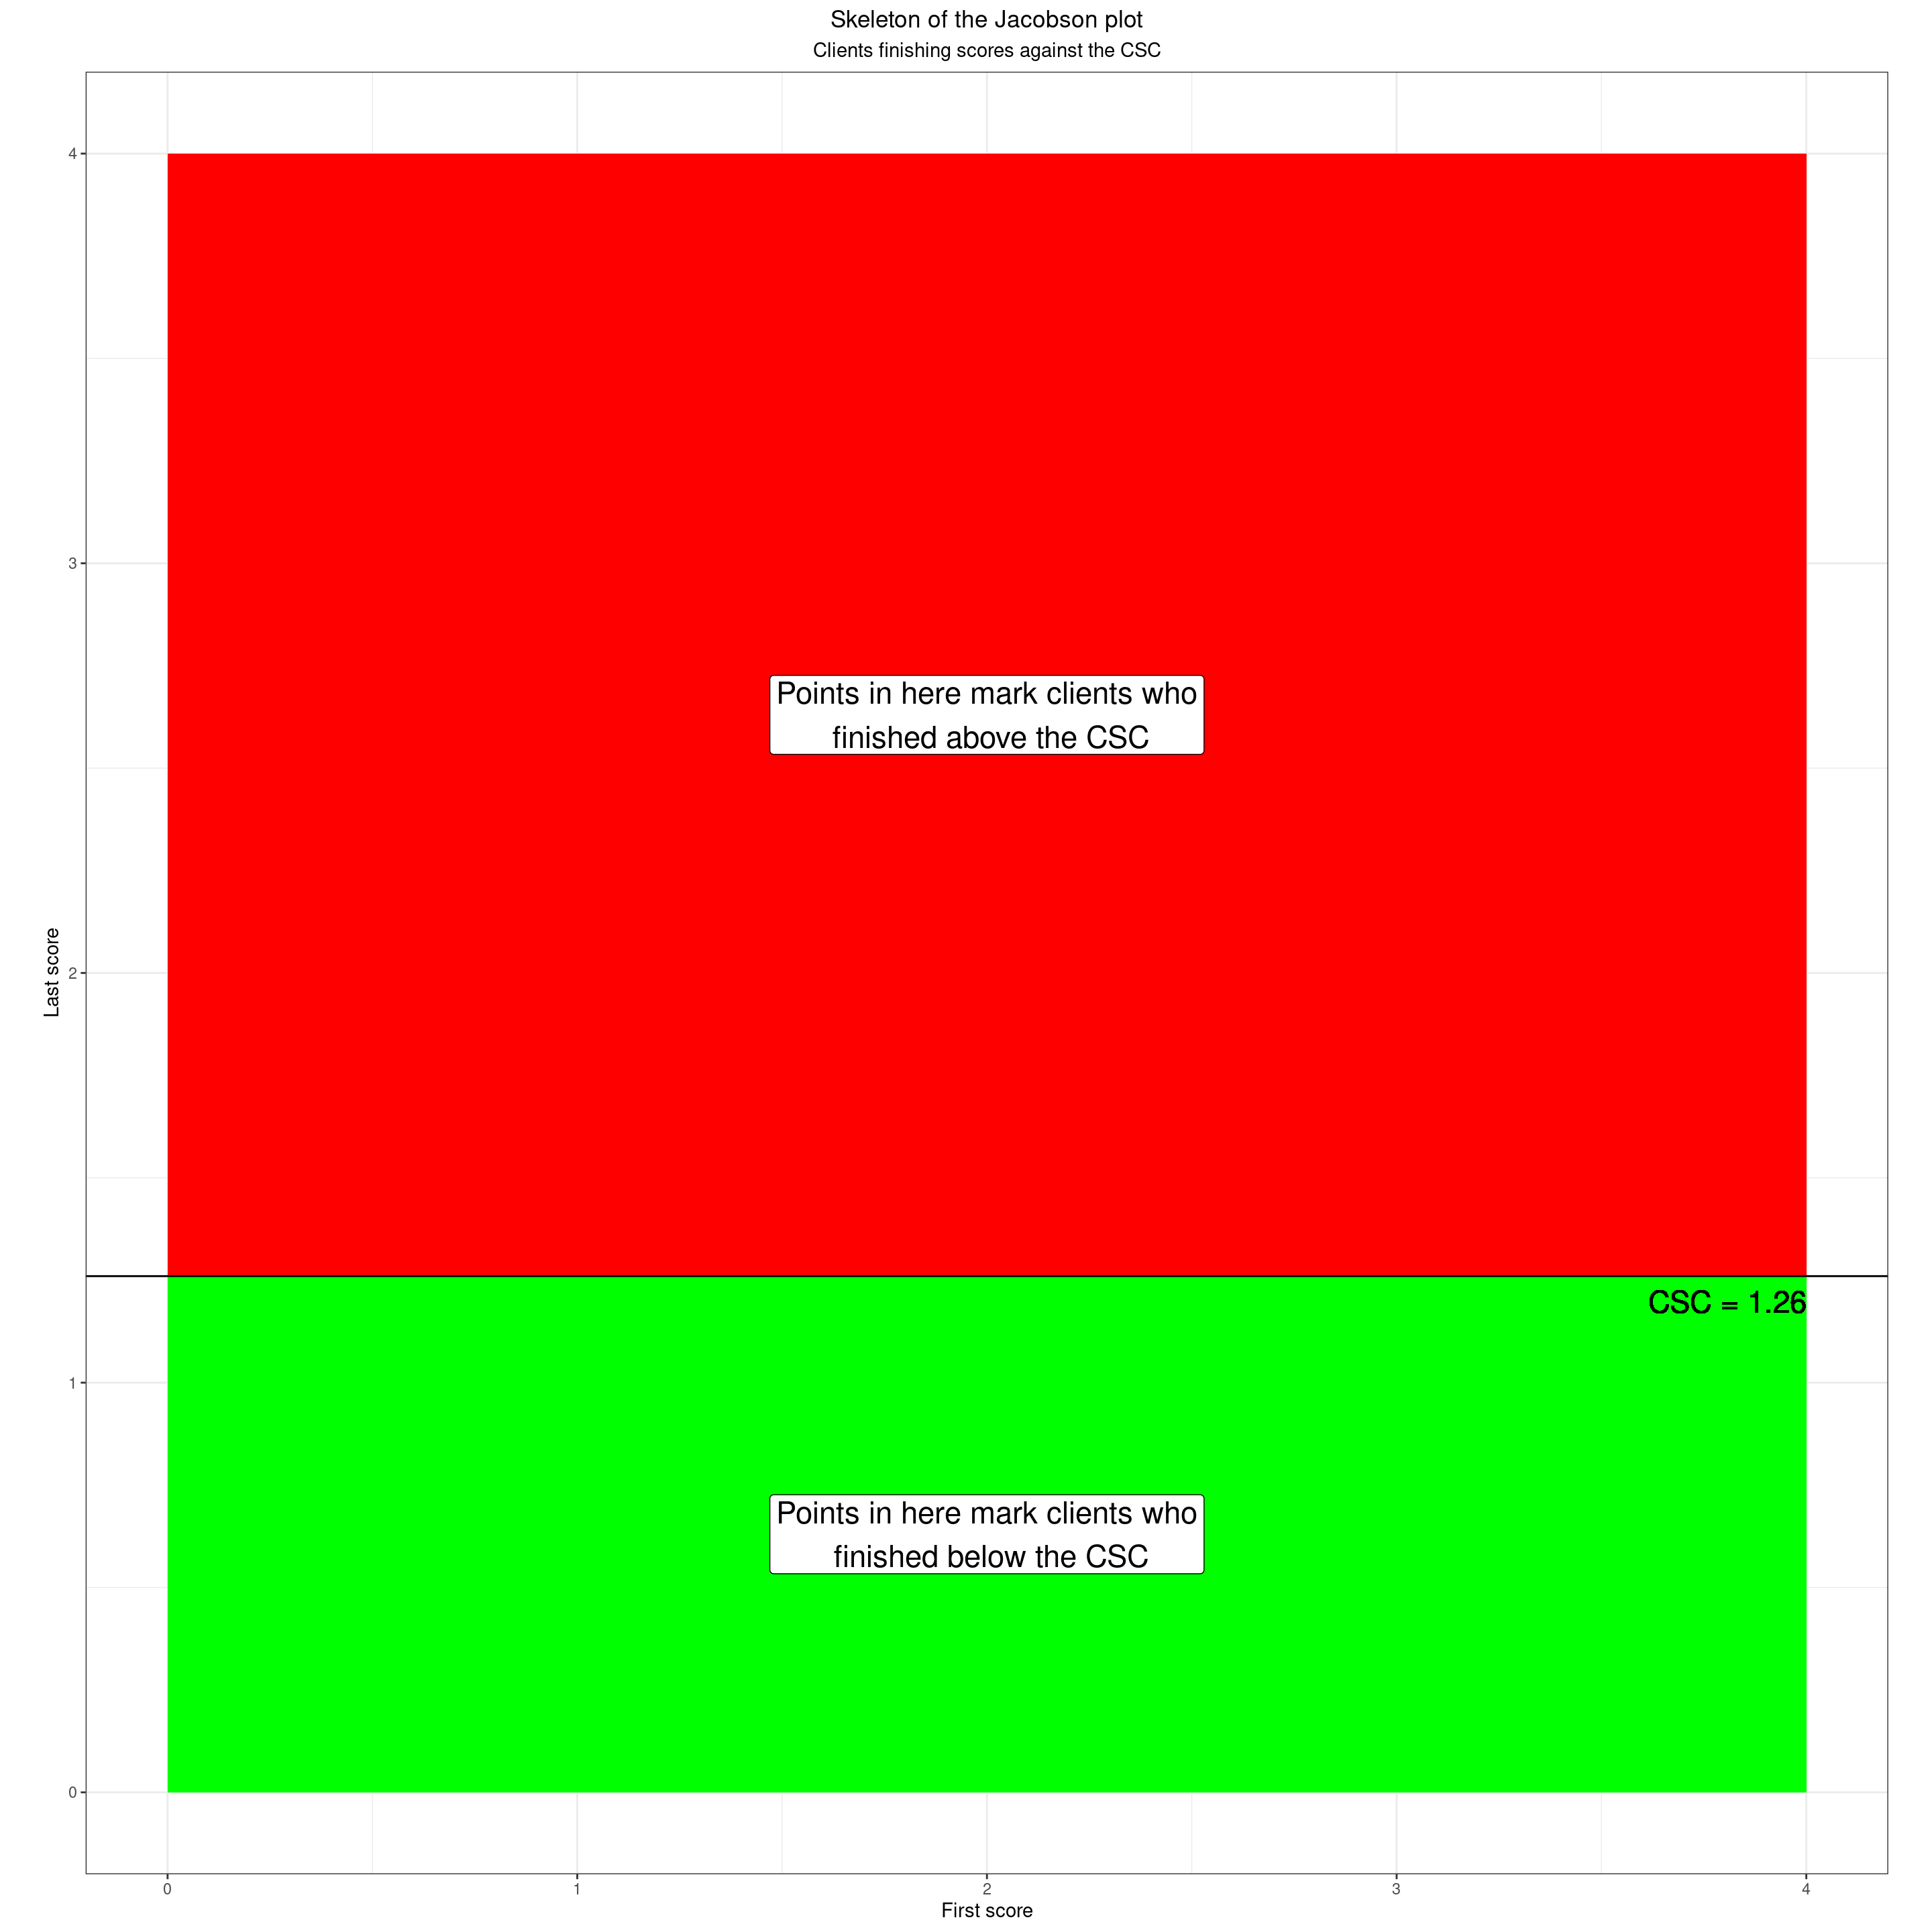 Skeleton of the Jacobson plot
Clients finishing scores against the CSC
4
3
2
1
0
Last score
Points in here mark clients who
finished above the CSC
CSC = 1.26
Points in here mark clients who
finished below the CSC
0
1
2
3
4
First score